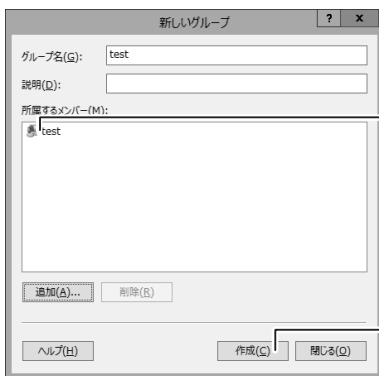 新しいグループ ? x
グループ名(G): test
説明(D):
所属するメンバー(M):
test
追加(A)... 削除(R)
ヘルプ(H) 作成(C) 閉じる(O)